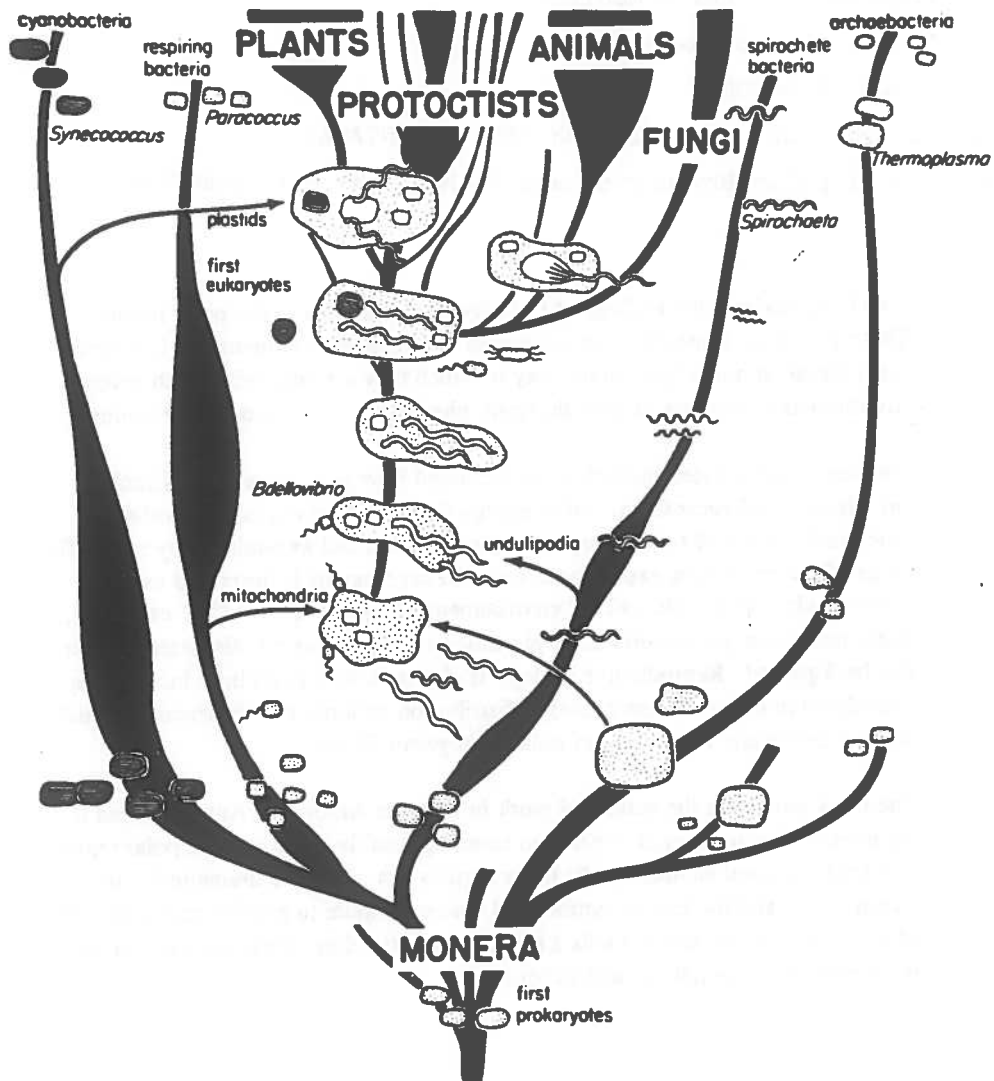 cyanobacteria
respiring
bacteria
PLANTS
ANIMALS
spirochete
bacteria
archaebacteria
Synecococcus
Paracoccus
PROTOCTISTS
FUNGI
Thermoplasma
plastids
Spirochaeta
first
eukaryotes
Bdellovibrio
undulipodia
mitochondria
MONERA
first
prokaryotes